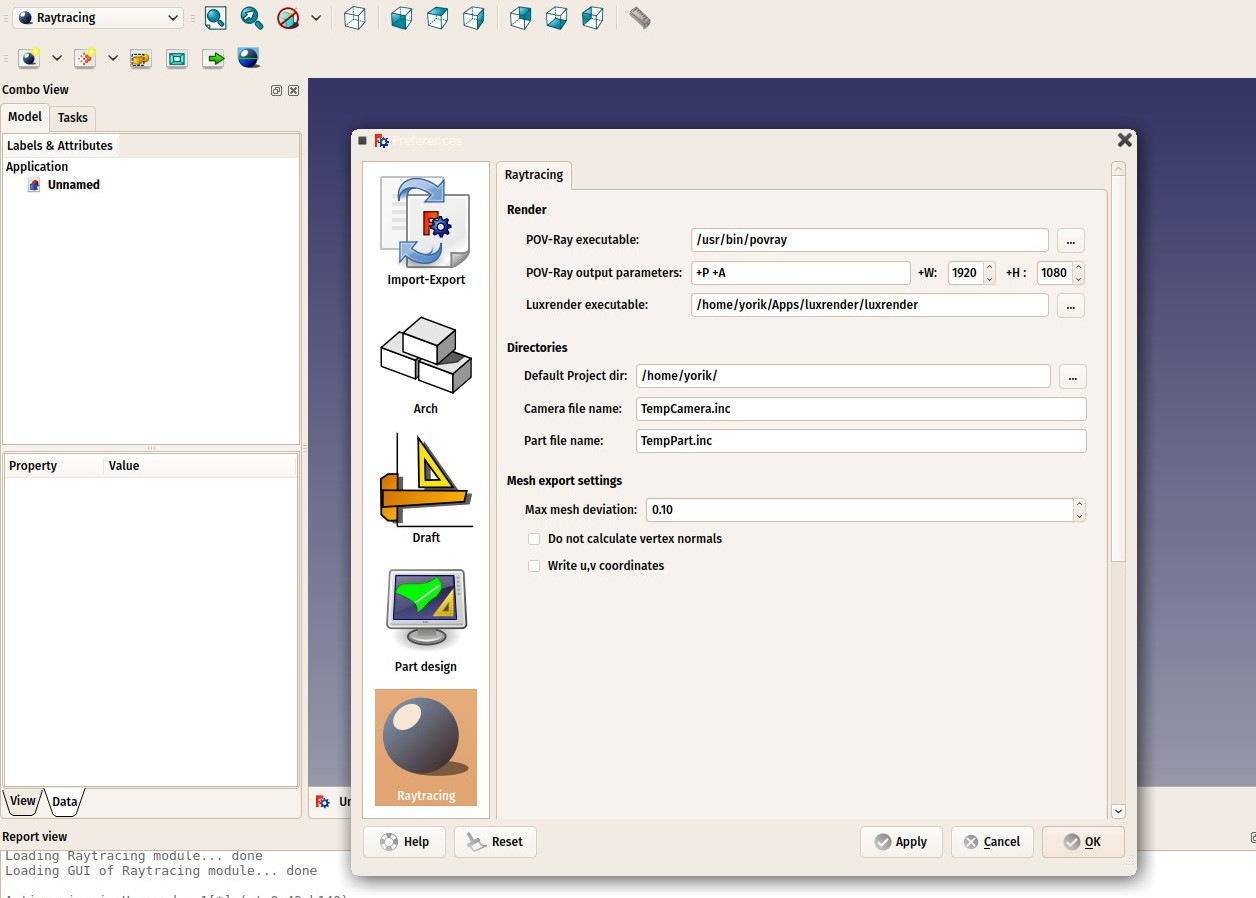 Raytracing
Combo View
Model Tasks
Labels & Attributes
Application
Unnamed
Property Value
View Data
Report view
Loading Raytracing module... done
Loading GUI of Raytracing module... done
Preferences
Import-Export
Arch
Draft
Part design
Raytracing
Raytracing
Render
POV-Ray executable: /usr/bin/povray ...
POV-Ray output parameters: +P +A +W: 1920 +H : 1080
Luxrender executable: /home/yorik/Apps/luxrender/luxrender ...
Directories
Default Project dir: /home/yorik/ ...
Camera file name: TempCamera.inc
Part file name: TempPart.inc
Mesh export settings
Max mesh deviation: 0.10
Do not calculate vertex normals
Write u,v coordinates
Help Reset Apply Cancel OK